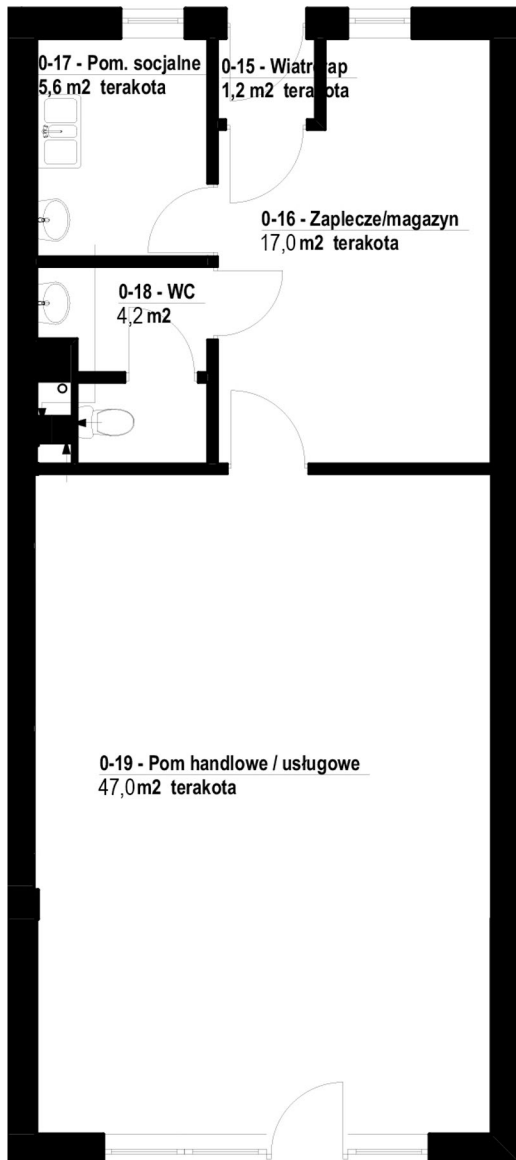 0-17 - Pom. socjalne
5,6 m2 terakota
0-15 - Wiatrołap
1,2 m2 terakota
0-16 - Zaplecze/magazyn
17,0 m2 terakota
0-18 - WC
4,2 m2
0-19 - Pom handlowe / usługowe
47,0 m2 terakota